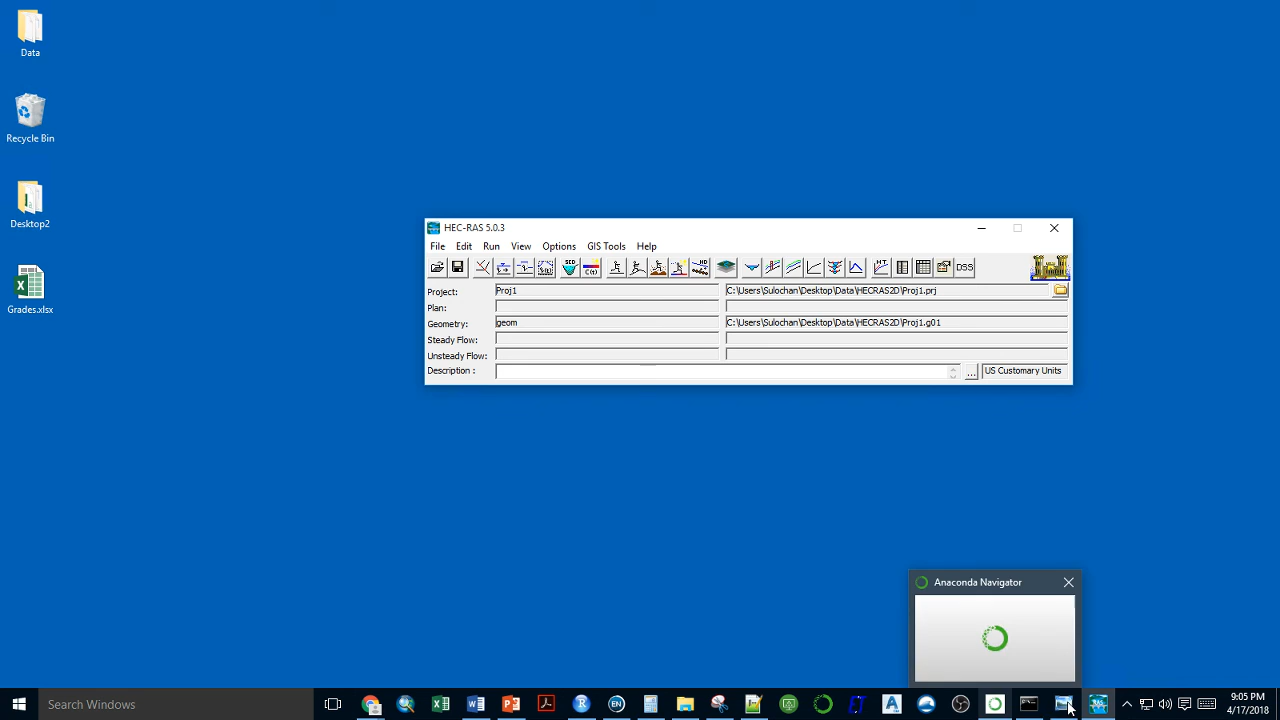 Data
Recycle Bin
Desktop2
Grades.xlsx
HEC-RAS 5.0.3
File Edit Run View Options GIS Tools Help
DSS
Project: Proj1 C:\Users\Sulochan\Desktop\Data\HECRAS2D\Proj1.prj
Plan:
Geometry: geom C:\Users\Sulochan\Desktop\Data\HECRAS2D\Proj1.g01
Steady Flow:
Unsteady Flow:
Description : ... US Customary Units
Anaconda Navigator
Search Windows
9:05 PM
4/17/2018